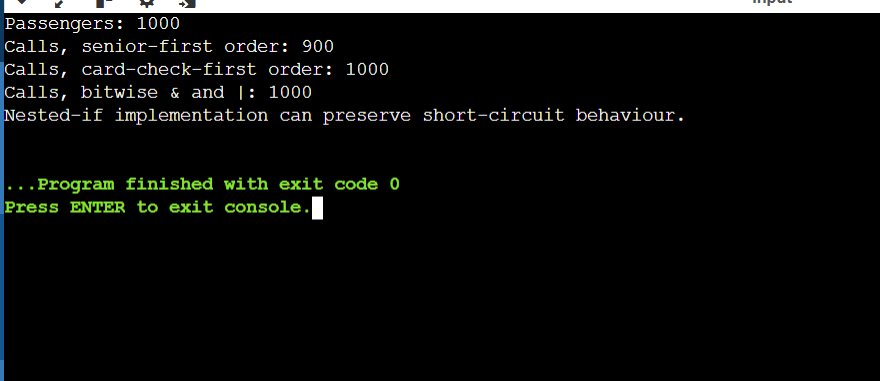 Input
Passengers: 1000
Calls, senior-first order: 900
Calls, card-check-first order: 1000
Calls, bitwise & and |: 1000
Nested-if implementation can preserve short-circuit behaviour.
...Program finished with exit code 0
Press ENTER to exit console.